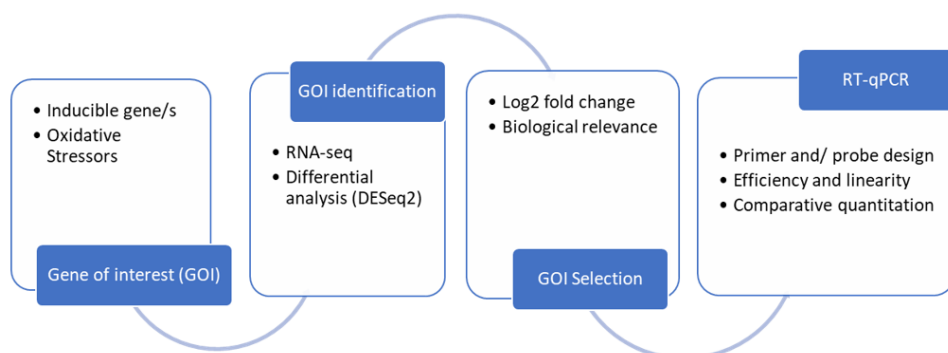 • Inducible gene/s
• Oxidative
Stressors
Gene of interest (GOI)
GOI identification
• RNA-seq
• Differential
analysis (DESeq2)
• Log2 fold change
• Biological relevance
GOI Selection
RT-qPCR
• Primer and/ probe design
• Efficiency and linearity
• Comparative quantitation